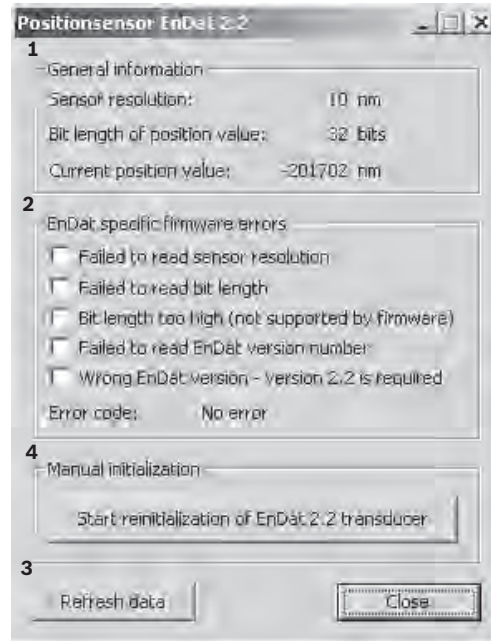 Positionsensor EnDat 2.2
1
General information
Sensor resolution: 10 nm
Bit length of position value: 32 bits
Current position value: -201702 nm
2
EnDat specific firmware errors
Failed to read sensor resolution
Failed to read bit length
Bit length too high (not supported by firmware)
Failed to read EnDat version number
Wrong EnDat version - Version 2.2 is required
Error code: No error
4
Manual initialization
Start reinitialization of EnDat 2.2 transducer
3
Refresh data Close